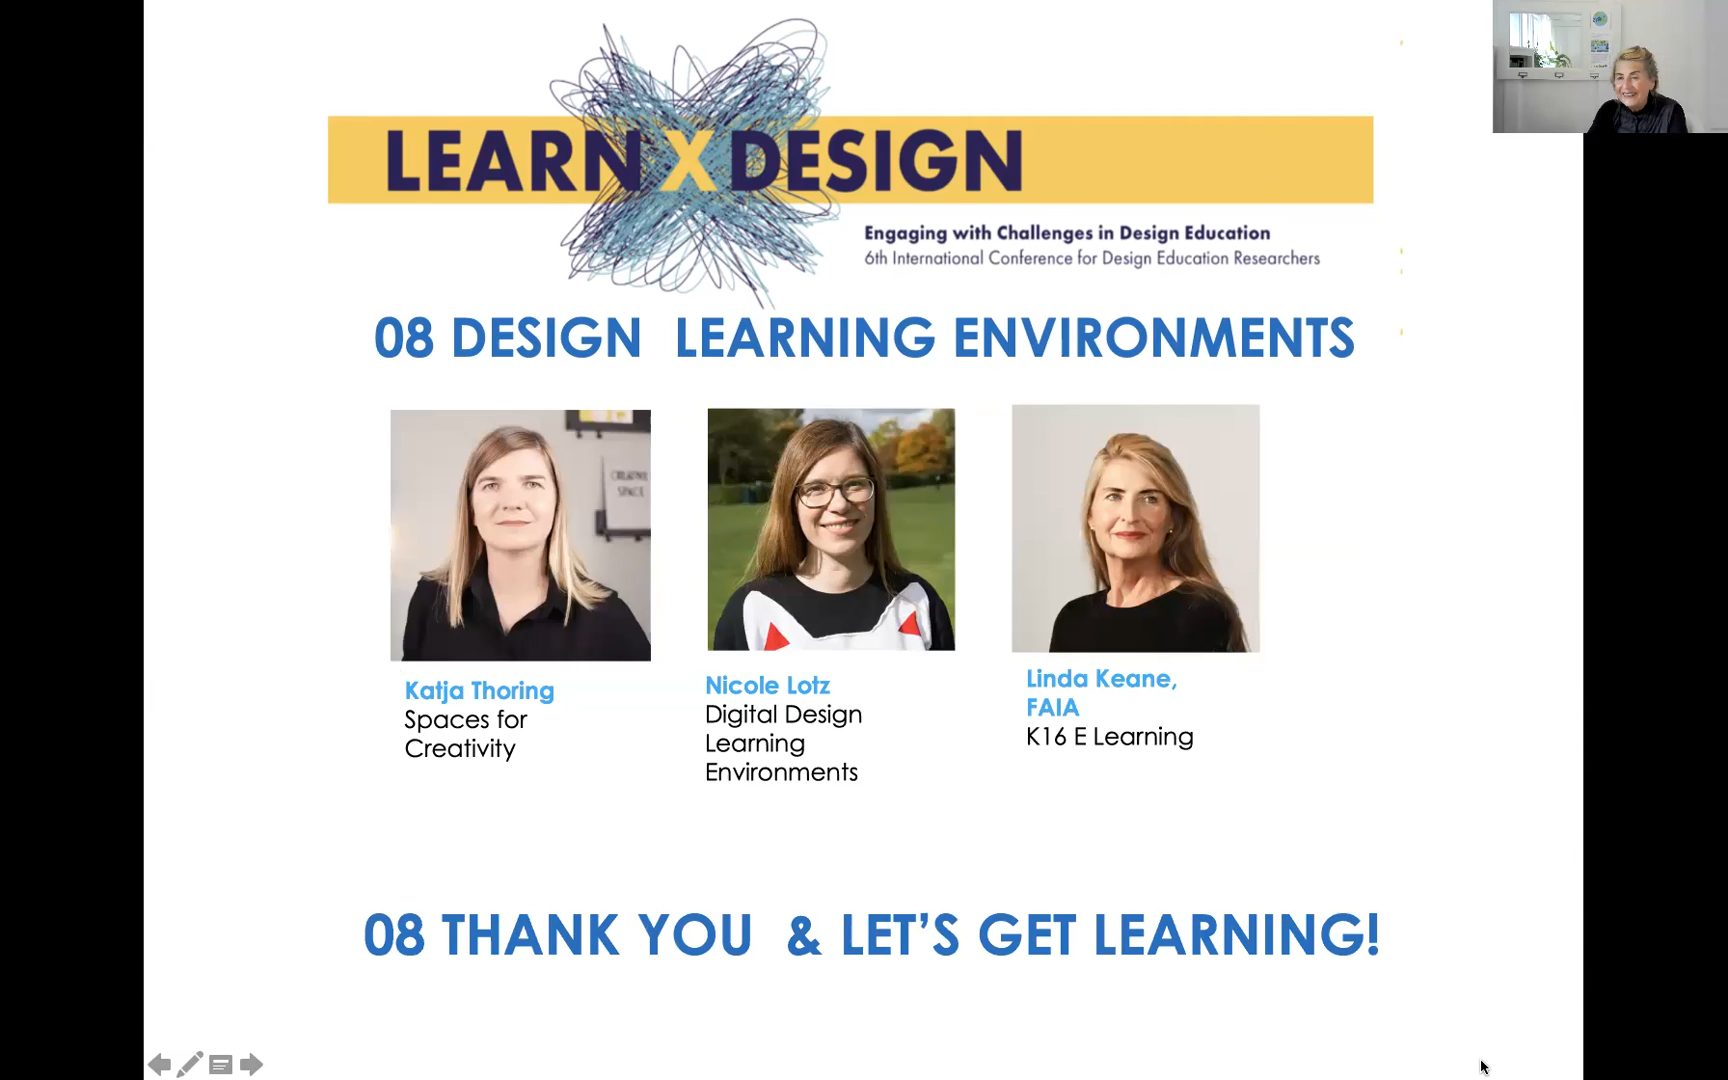 LEARN X DESIGN
Engaging with Challenges in Design Education
6th International Conference for Design Education Researchers
08 DESIGN LEARNING ENVIRONMENTS
CREATIVE
SPACE
Katja Thoring
Spaces for
Creativity
Nicole Lotz
Digital Design
Learning
Environments
Linda Keane,
FAIA
K16 E Learning
08 THANK YOU & LET'S GET LEARNING!